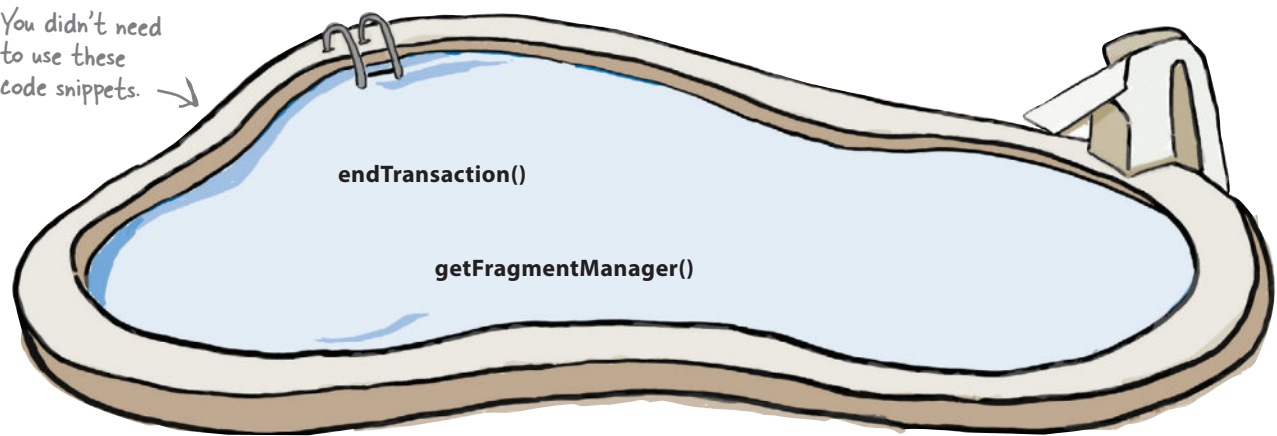 You didn't need
to use these
code snippets.
endTransaction()
getFragmentManager()